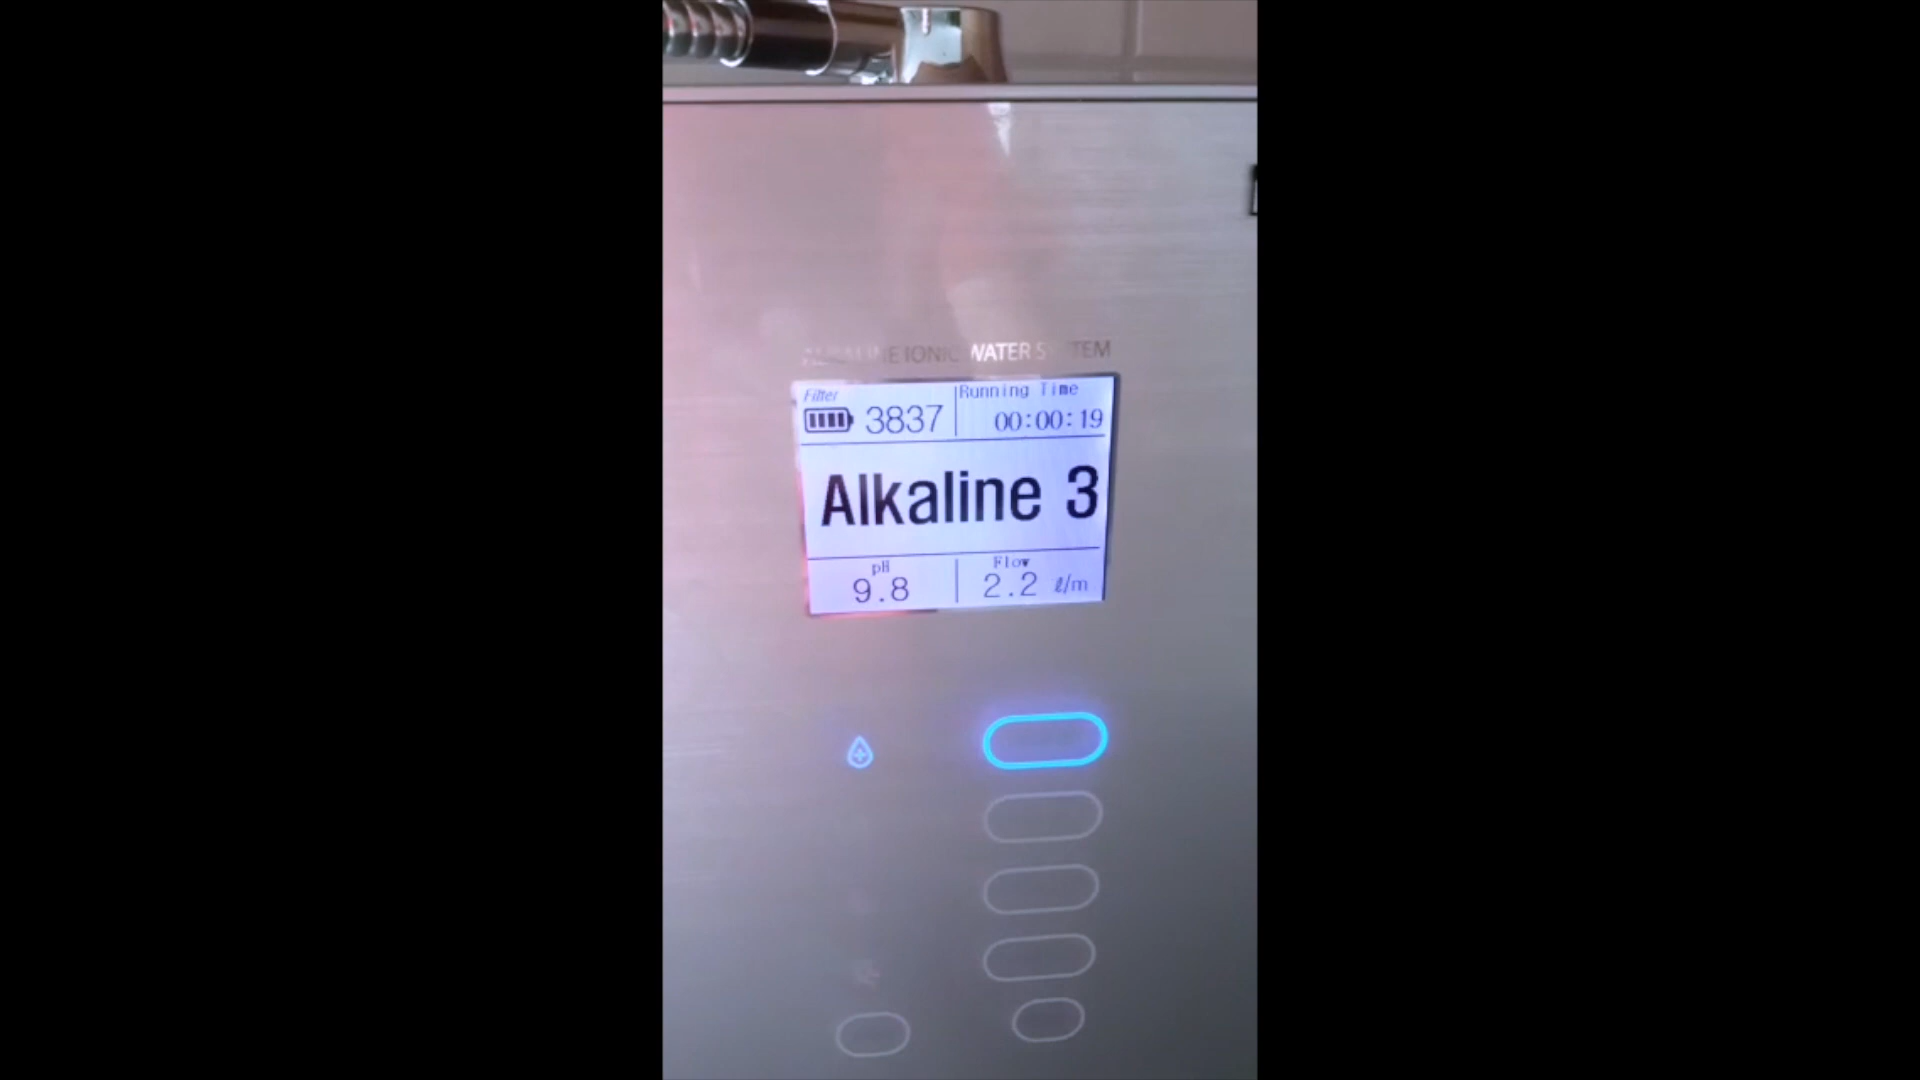 ALKALINE IONIC WATER SYSTEM
Filter
3837
Running Time
00:00:19
Alkaline 3
pH
9.8
Flow
2.2 ℓ/m